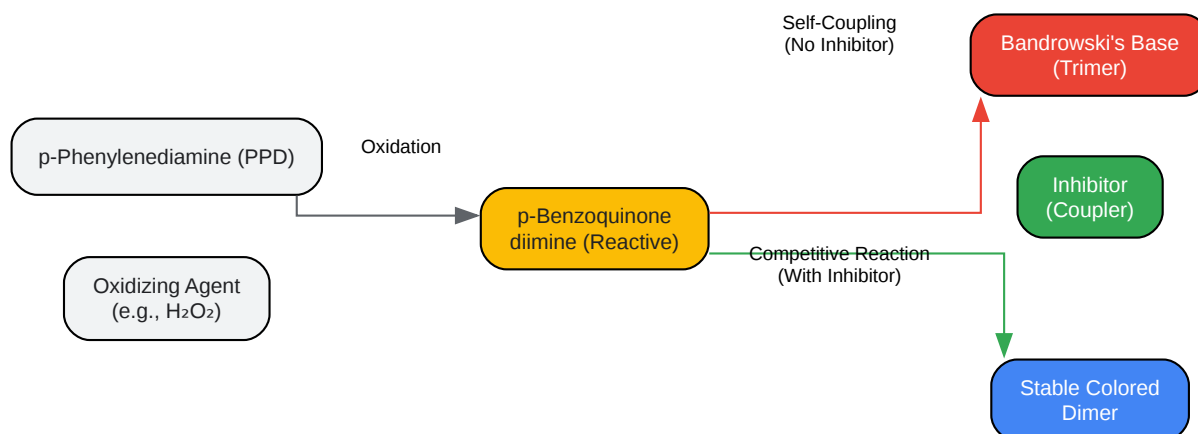 Self-Coupling
(No Inhibitor)
Bandrowski's Base
(Trimer)
p-Phenylenediamine (PPD)
Oxidation
Inhibitor
(Coupler)
p-Benzoquinone
diimine (Reactive)
Competitive Reaction
(With Inhibitor)
Oxidizing Agent
(e.g., H₂O₂)
Stable Colored
Dimer